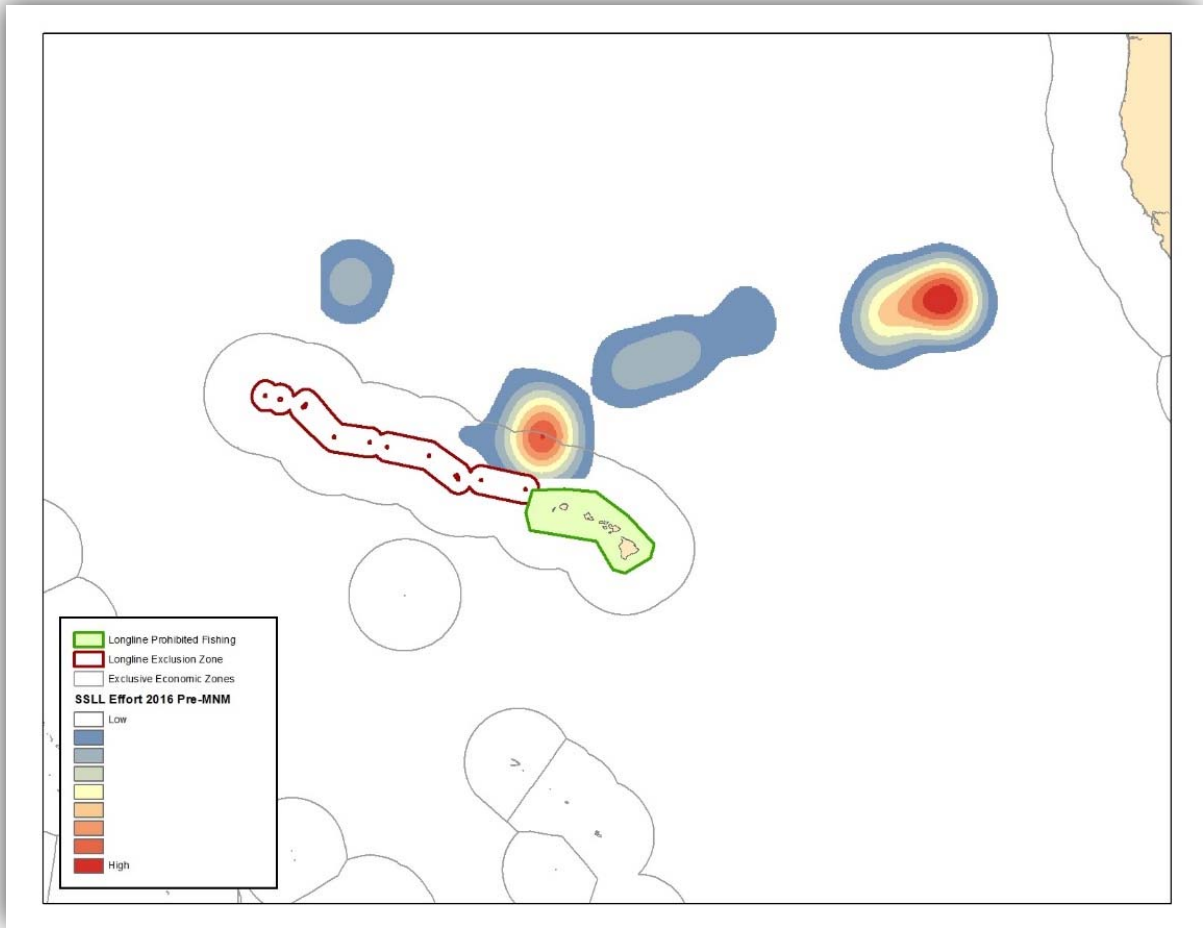 Longline Prohibited Fishing
Longline Exclusion Zone
Exclusive Economic Zones
SSLL Effort 2016 Pre-MNM
Low
High